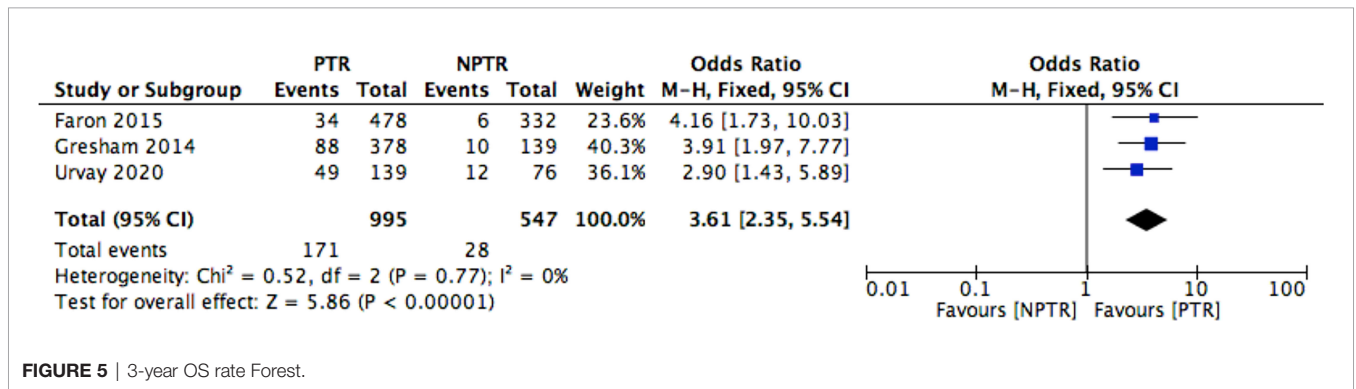 PTR NPTR Odds Ratio Odds Ratio
Study or Subgroup Events Total Events Total Weight M-H, Fixed, 95% CI M-H, Fixed, 95% CI
Faron 2015 34 478 6 332 23.6% 4.16 [1.73, 10.03]
Gresham 2014 88 378 10 139 40.3% 3.91 [1.97, 7.77]
Urvay 2020 49 139 12 76 36.1% 2.90 [1.43, 5.89]
Total (95% CI) 995 547 100.0% 3.61 [2.35, 5.54]
Total events 171 28
Heterogeneity: Chi² = 0.52, df = 2 (P = 0.77); I² = 0%
Test for overall effect: Z = 5.86 (P < 0.00001)
0.01 0.1 1 10 100
Favours [NPTR] Favours [PTR]
FIGURE 5 | 3-year OS rate Forest.